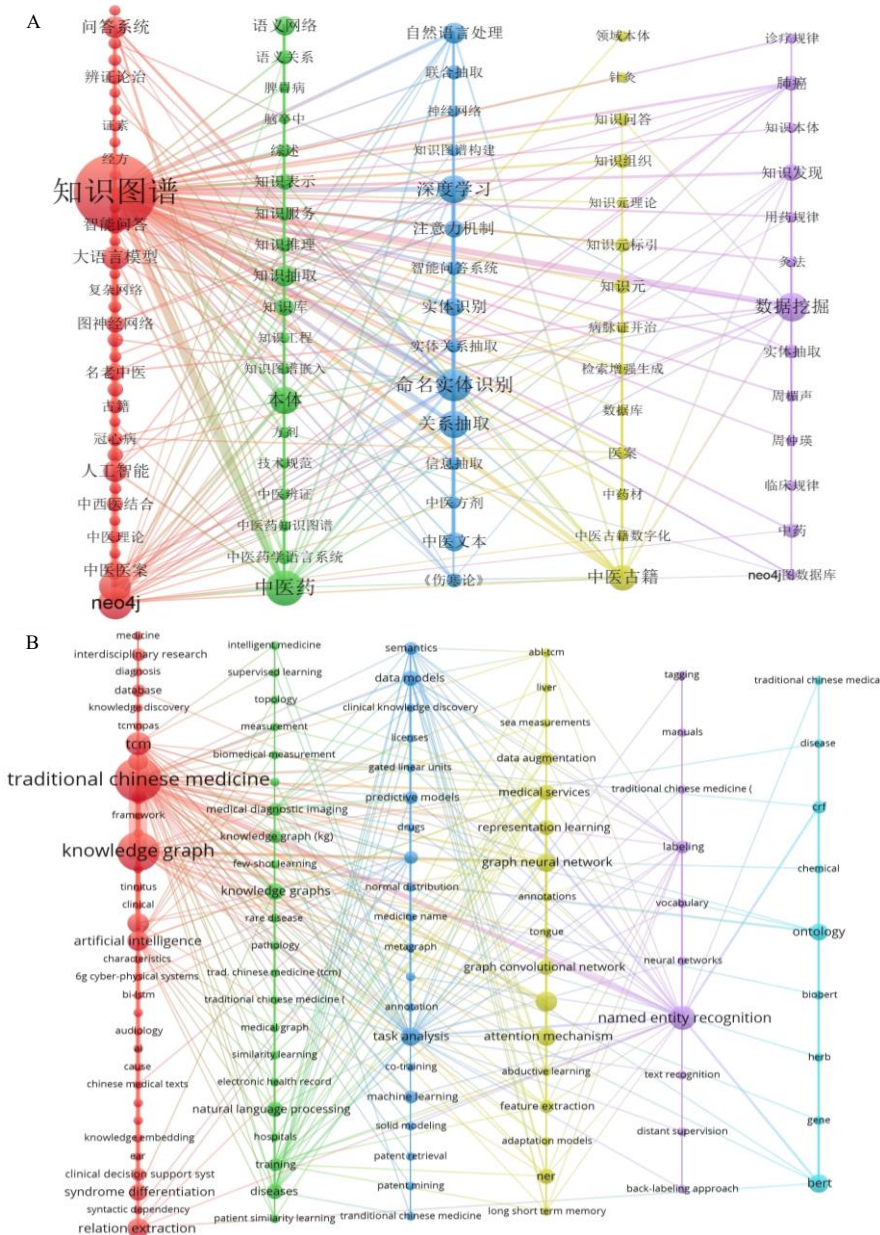 A
问答系统
辨证论治
证素
经方
知识图谱
智能问答
大语言模型
复杂网络
图神经网络
名老中医
古籍
冠心病
人工智能
中西医结合
中医理论
中医医案
neo4j
语义网络
语义关系
脾胃病
脑卒中
综述
知识表示
知识服务
知识推理
知识抽取
知识库
知识工程
知识图谱嵌入
本体
方剂
技术规范
中医辨证
中医药知识图谱
中医药学语言系统
中医药
自然语言处理
联合抽取
神经网络
知识图谱构建
深度学习
注意力机制
智能问答系统
实体识别
实体关系抽取
命名实体识别
关系抽取
信息抽取
中医方剂
中医文本
《伤寒论》
领域本体
针灸
知识问答
知识组织
知识元理论
知识元标引
知识元
病脉证并治
检索增强生成
数据库
医案
中药材
中医古籍数字化
中医古籍
诊疗规律
肺癌
知识本体
知识发现
用药规律
灸法
数据挖掘
实体抽取
周楣声
周仲瑛
临床规律
中药
neo4j图数据库
B
medicine
interdisciplinary research
diagnosis
database
knowledge discovery
tcmnpas
tcm
traditional chinese medicine
framework
knowledge graph
tinnitus
clinical
artificial intelligence
characteristics
6g cyber-physical systems
bi-lstm
audiology
ai
cause
chinese medical texts
knowledge embedding
ear
clinical decision support syst
syndrome differentiation
syntactic dependency
relation extraction
intelligent medicine
supervised learning
topology
measurement
biomedical measurement
medical diagnostic imaging
knowledge graph (kg)
few-shot learning
knowledge graphs
rare disease
pathology
trad. chinese medicine (tcm)
traditional chinese medicine (
medical graph
similarity learning
electronic health record
natural language processing
hospitals
training
diseases
patient similarity learning
semantics
data models
clinical knowledge discovery
licenses
gated linear units
predictive models
drugs
normal distribution
medicine name
metagraph
annotation
task analysis
co-training
machine learning
solid modeling
patent retrieval
patent mining
tranditional chinese medicine
abl-tcm
liver
sea measurements
data augmentation
medical services
representation learning
graph neural network
annotations
tongue
graph convolutional network
attention mechanism
abductive learning
feature extraction
adaptation models
ner
long short term memory
tagging
manuals
traditional chinese medicine (
labeling
vocabulary
neural networks
named entity recognition
text recognition
distant supervision
back-labeling approach
traditional chinese medica
disease
crf
chemical
ontology
biobert
herb
gene
bert